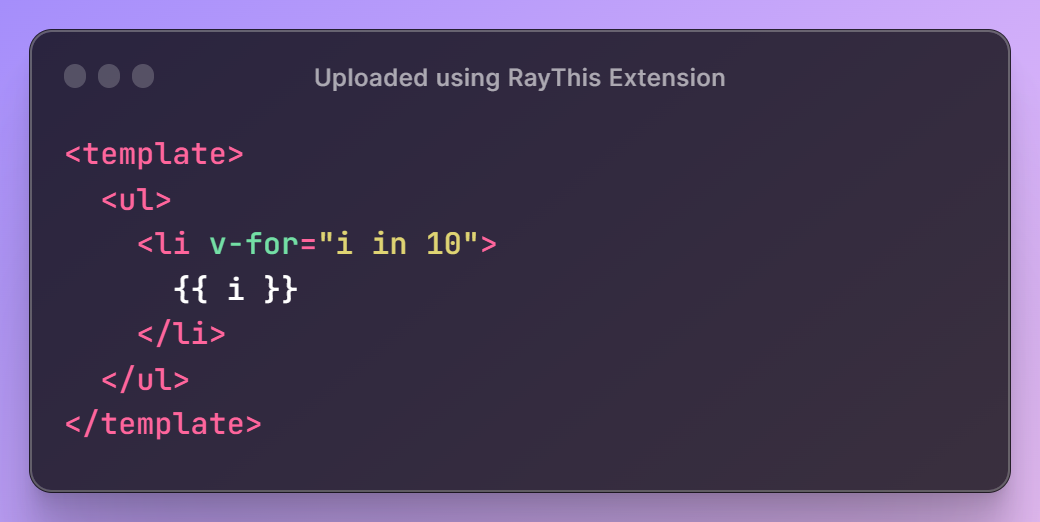 Uploaded using RayThis Extension
<template>
  <ul>
    <li v-for="i in 10">
      {{ i }}
    </li>
  </ul>
</template>